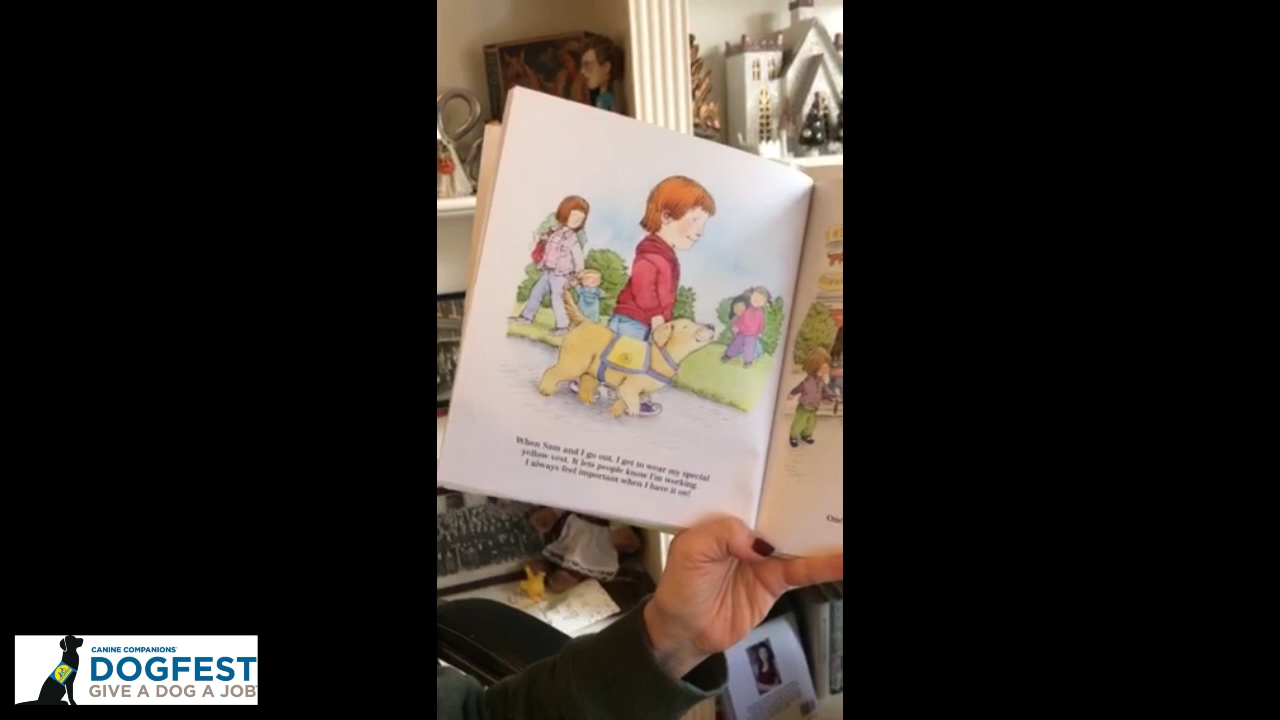 When Sam and I go out, I get to wear my special
yellow vest. It lets people know I'm working.
I always feel important when I have it on!
One
CANINE COMPANIONS'
DOGFEST
GIVE A DOG A JOB